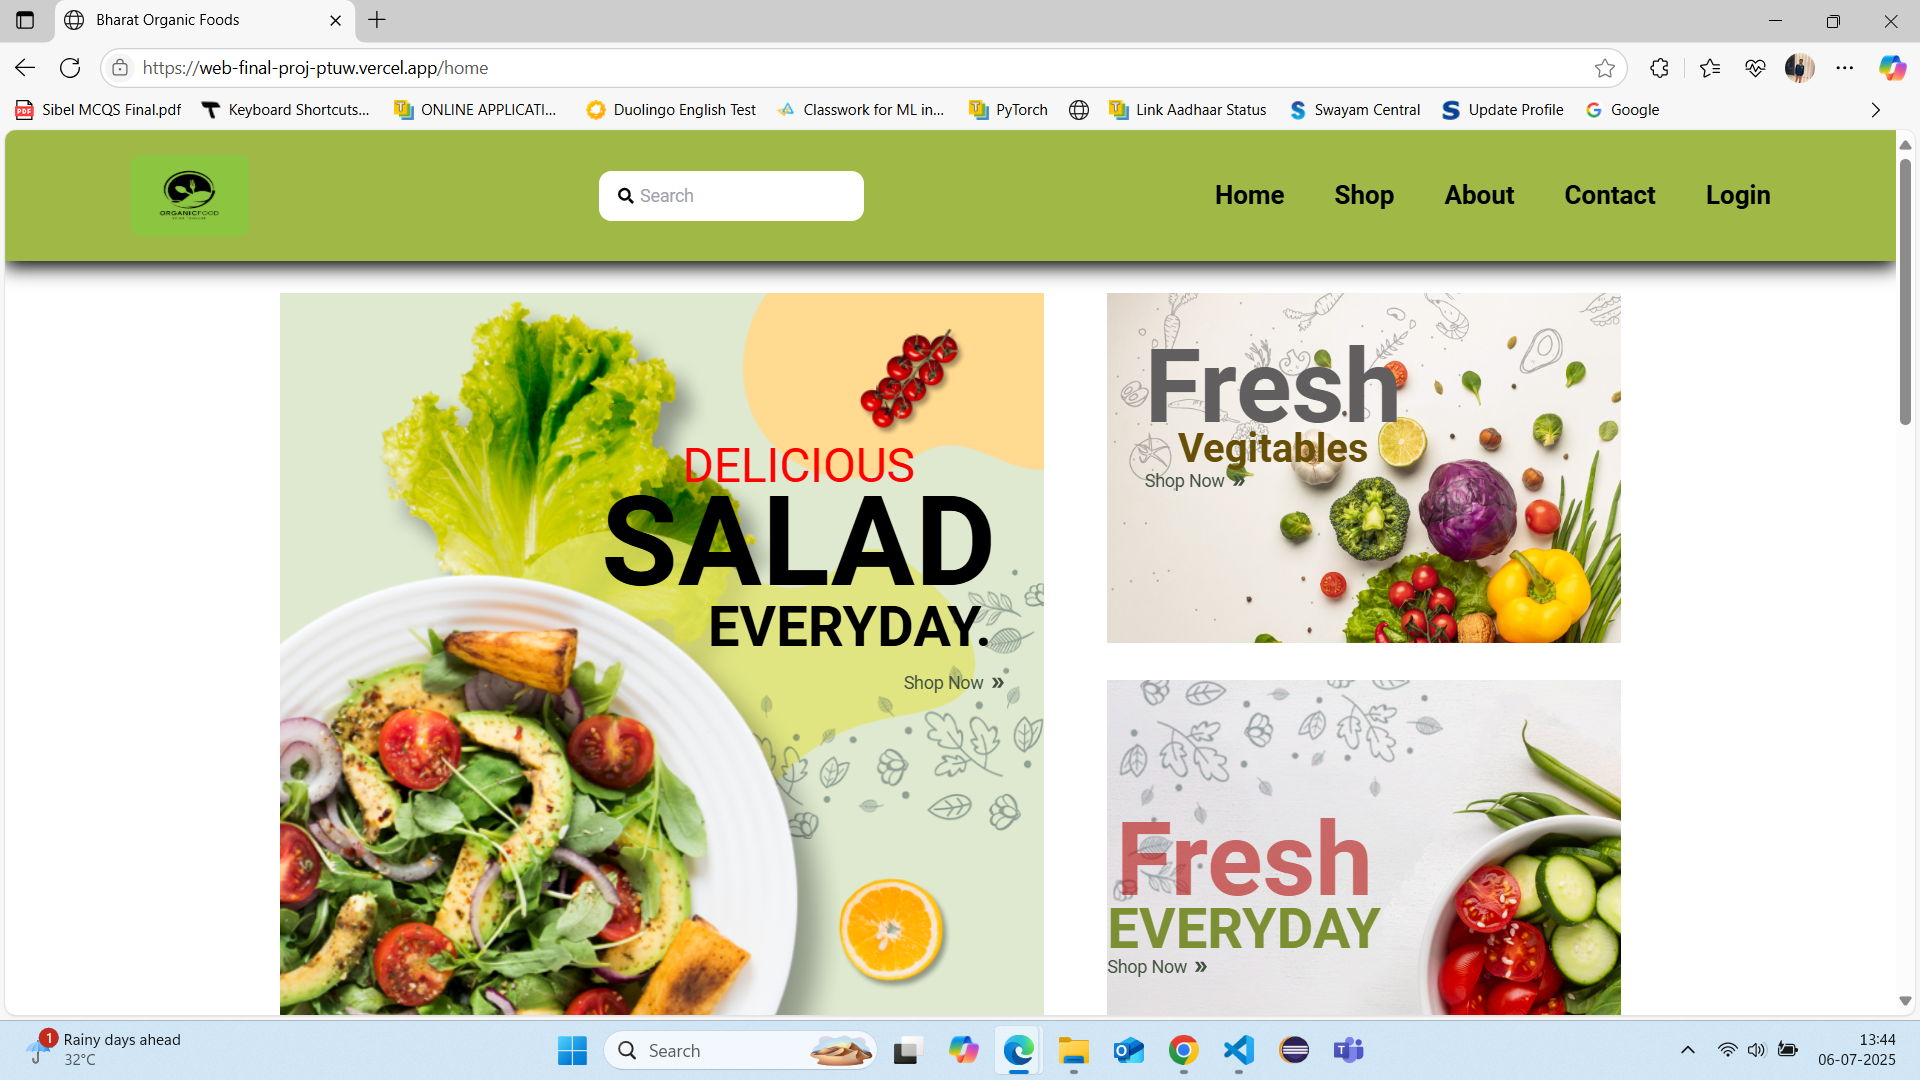 Bharat Organic Foods
https://web-final-proj-ptuw.vercel.app/home
Sibel MCQS Final.pdf
Keyboard Shortcuts...
ONLINE APPLICATI...
Duolingo English Test
Classwork for ML in...
PyTorch
Link Aadhaar Status
Swayam Central
Update Profile
Google
ORGANICFOOD
Search
Home
Shop
About
Contact
Login
DELICIOUS
SALAD
EVERYDAY.
Shop Now »
Fresh
Vegitables
Shop Now »
Fresh
EVERYDAY
Shop Now »
1
Rainy days ahead
32°C
Search
13:44
06-07-2025